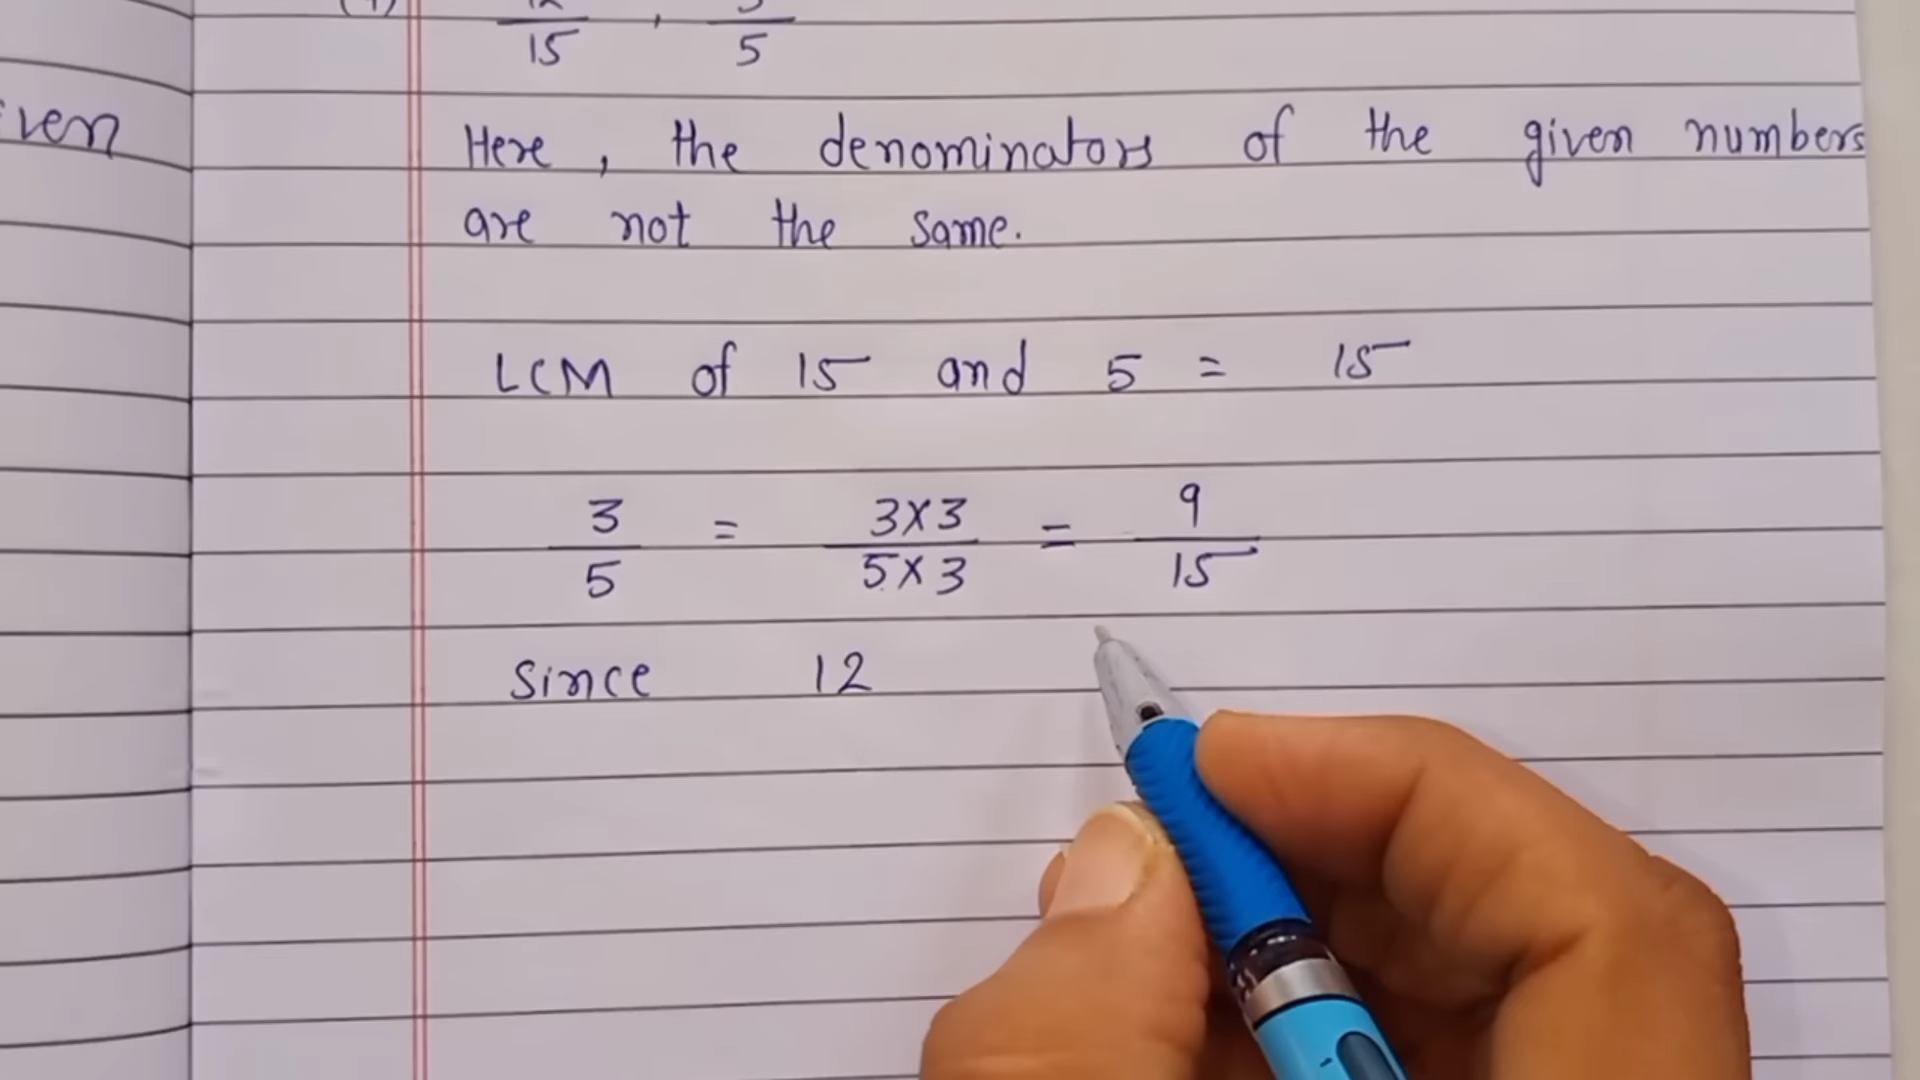 15 , 5
Here , the denominators of the given numbers
are not the same.
LCM of 15 and 5 = 15
3/5 = 3×3/5×3 = 9/15
Since 12